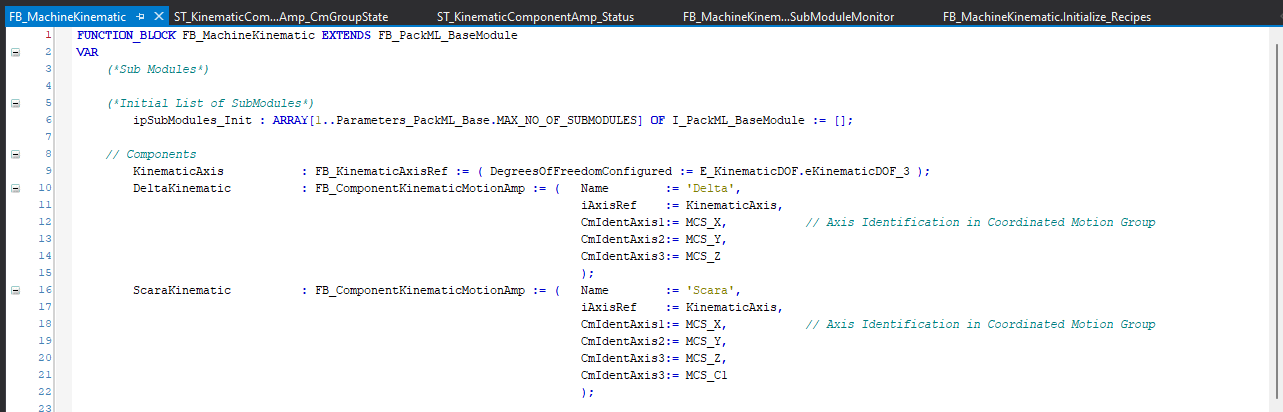 FB_MachineKinematic ST_KinematicCom...Amp_CmGroupState ST_KinematicComponentAmp_Status FB_MachineKinem...SubModuleMonitor FB_MachineKinematic.Initialize_Recipes
1 FUNCTION_BLOCK FB_MachineKinematic EXTENDS FB_PackML_BaseModule
2 VAR
3 (*Sub Modules*)
4
5 (*Initial List of SubModules*)
6 ipSubModules_Init : ARRAY[1..Parameters_PackML_Base.MAX_NO_OF_SUBMODULES] OF I_PackML_BaseModule := [];
7
8 // Components
9 KinematicAxis : FB_KinematicAxisRef := ( DegreesOfFreedomConfigured := E_KinematicDOF.eKinematicDOF_3 );
10 DeltaKinematic : FB_ComponentKinematicMotionAmp := ( Name := 'Delta',
11 iAxisRef := KinematicAxis,
12 CmIdentAxis1:= MCS_X, // Axis Identification in Coordinated Motion Group
13 CmIdentAxis2:= MCS_Y,
14 CmIdentAxis3:= MCS_Z
15 );
16 ScaraKinematic : FB_ComponentKinematicMotionAmp := ( Name := 'Scara',
17 iAxisRef := KinematicAxis,
18 CmIdentAxis1:= MCS_X, // Axis Identification in Coordinated Motion Group
19 CmIdentAxis2:= MCS_Y,
20 CmIdentAxis3:= MCS_Z,
21 CmIdentAxis3:= MCS_C1
22 );
23